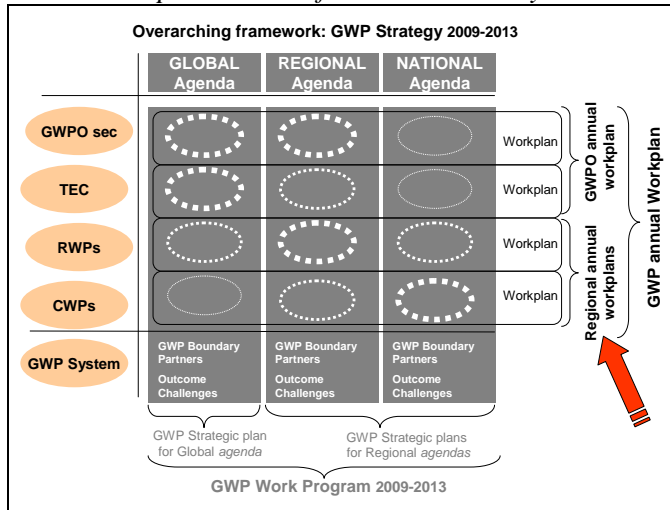 Overarching framework: GWP Strategy 2009-2013
GLOBAL REGIONAL NATIONAL
Agenda Agenda Agenda
GWPO sec
Workplan
TEC
Workplan
RWPs
Workplan
CWPs
Workplan
GWPO annual
workplan
Regional annual
workplans
GWP annual Workplan
GWP System
GWP Boundary
Partners
Outcome
Challenges
GWP Boundary
Partners
Outcome
Challenges
GWP Boundary
Partners
Outcome
Challenges
GWP Strategic plan
for Global agenda
GWP Strategic plans
for Regional agendas
GWP Work Program 2009-2013